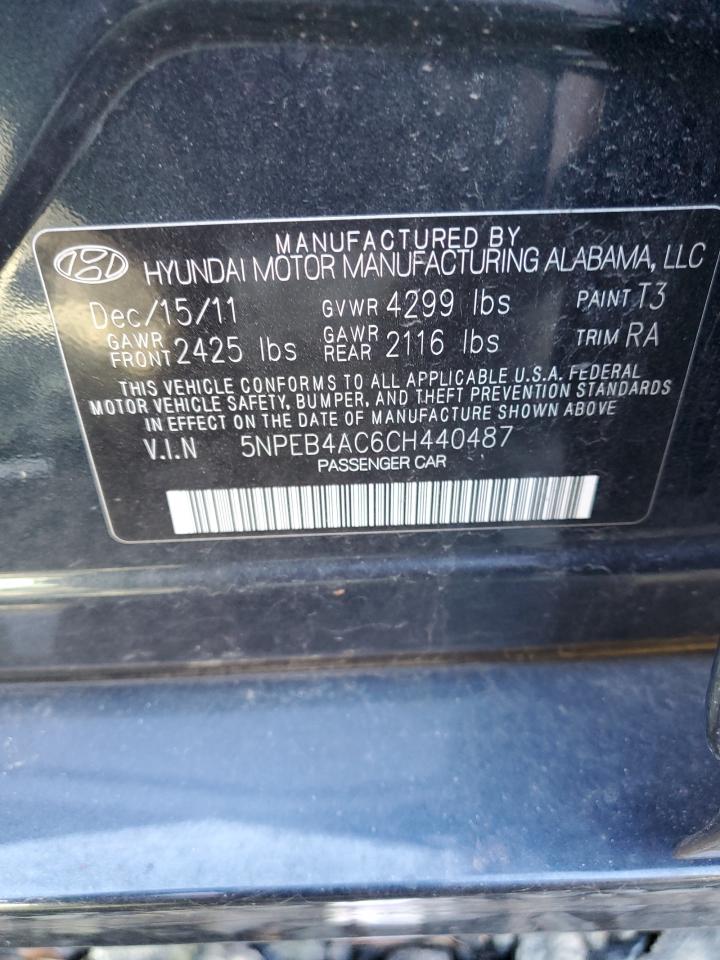 MANUFACTURED BY
HYUNDAI MOTOR MANUFACTURING ALABAMA, LLC
Dec/15/11 GVWR 4299 lbs PAINT T3
GAWR FRONT 2425 lbs GAWR REAR 2116 lbs TRIM RA
THIS VEHICLE CONFORMS TO ALL APPLICABLE U.S.A. FEDERAL
MOTOR VEHICLE SAFETY, BUMPER, AND THEFT PREVENTION STANDARDS
IN EFFECT ON THE DATE OF MANUFACTURE SHOWN ABOVE
V.I.N 5NPEB4AC6CH440487
PASSENGER CAR